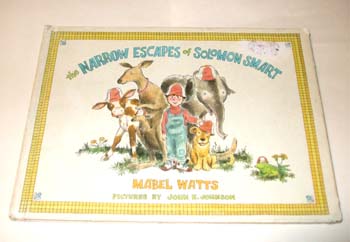 the NARROW ESCAPES of SOLOMON SMART
MABEL WATTS
PICTURES BY JOHN E. JOHNSON